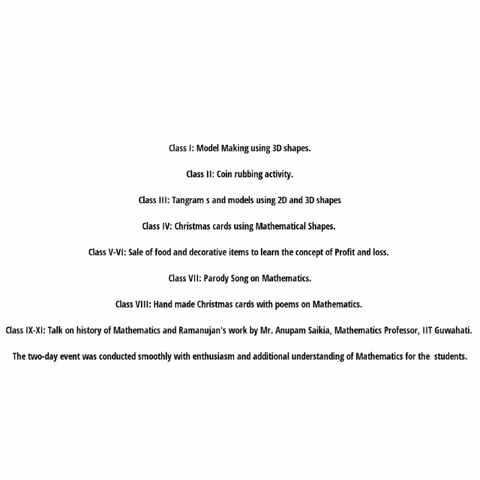 Class I: Model Making using 3D shapes.
Class II: Coin rubbing activity.
Class III: Tangram s and models using 2D and 3D shapes
Class IV: Christmas cards using Mathematical Shapes.
Class V-VI: Sale of food and decorative items to learn the concept of Profit and loss.
Class VII: Parody Song on Mathematics.
Class VIII: Hand made Christmas cards with poems on Mathematics.
Class IX-XI: Talk on history of Mathematics and Ramanujan's work by Mr. Anupam Saikia, Mathematics Professor, IIT Guwahati.
The two-day event was conducted smoothly with enthusiasm and additional understanding of Mathematics for the students.